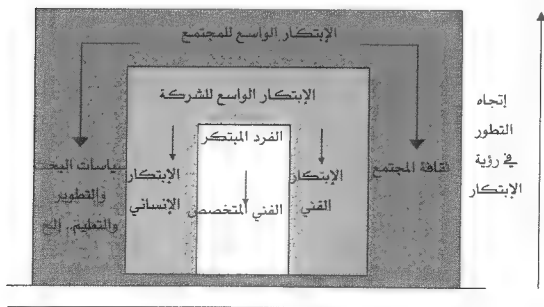 الإبتكار الواسع للمجتمع
الإبتكار الواسع للشركة
الفرد المبتكر
الفني المتخصص
الإبتكار
الفني
الإبتكار
الإنساني
ثقافة المجتمع
سياسات البحث
والتطوير
والتعليم.. إلخ
إتجاه
التطور
في رؤية
الإبتكار